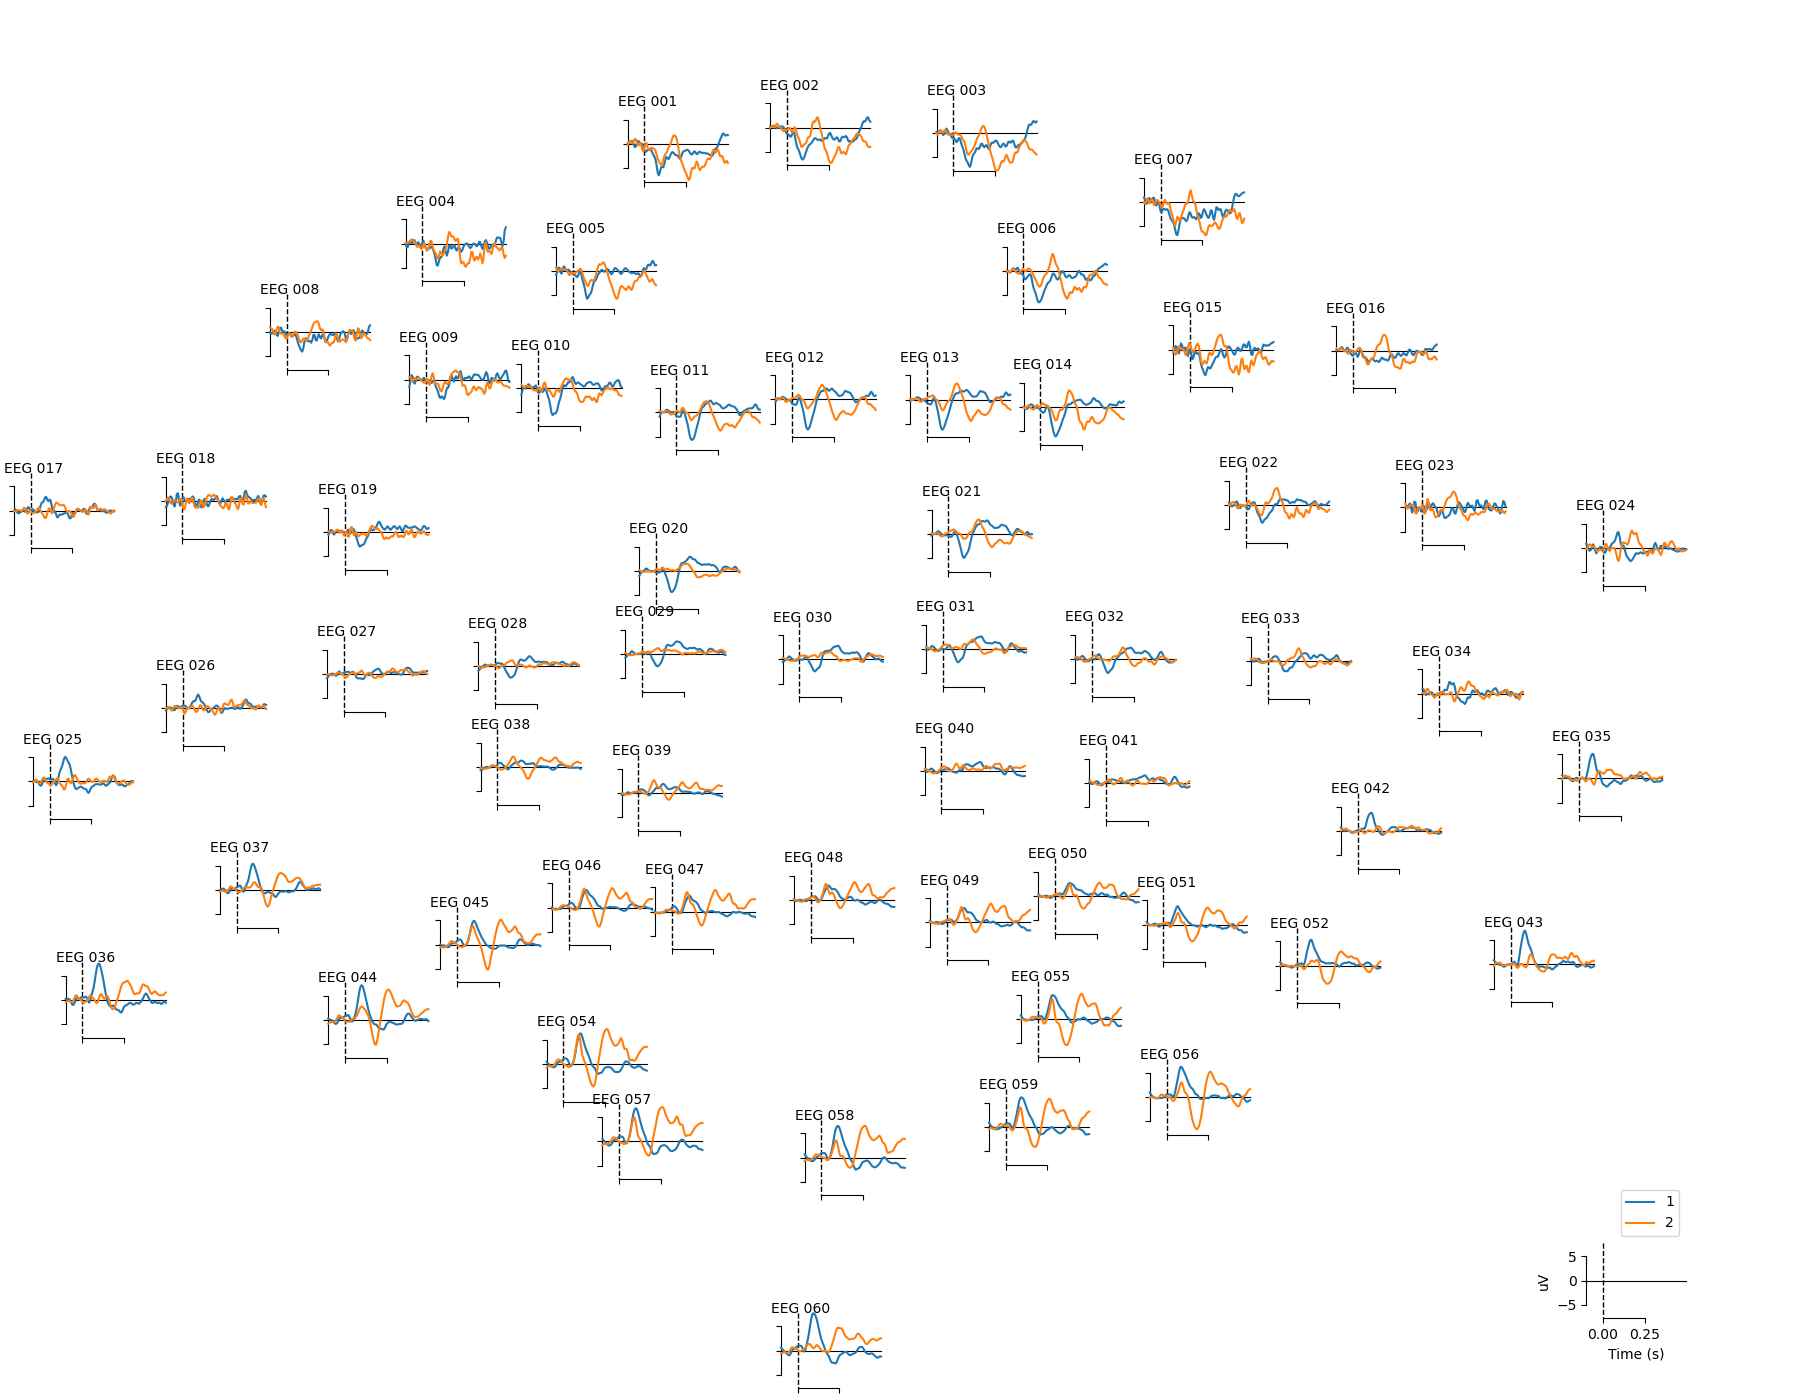 EEG 002
EEG 003
EEG 001
EEG 007
EEG 004
EEG 005
EEG 006
EEG 008
EEG 015
EEG 016
EEG 009
EEG 010
EEG 012
EEG 013
EEG 014
EEG 011
EEG 017
EEG 018
EEG 022
EEG 023
EEG 019
EEG 021
EEG 024
EEG 020
EEG 029
EEG 031
EEG 030
EEG 032
EEG 033
EEG 028
EEG 027
EEG 034
EEG 026
EEG 038
EEG 040
EEG 035
EEG 025
EEG 041
EEG 039
EEG 042
EEG 037
EEG 050
EEG 048
EEG 046
EEG 047
EEG 049
EEG 051
EEG 045
EEG 052
EEG 043
EEG 036
EEG 044
EEG 055
EEG 054
EEG 056
EEG 059
EEG 057
EEG 058
1
2
5
0
−5
uV
EEG 060
0.00 0.25
Time (s)